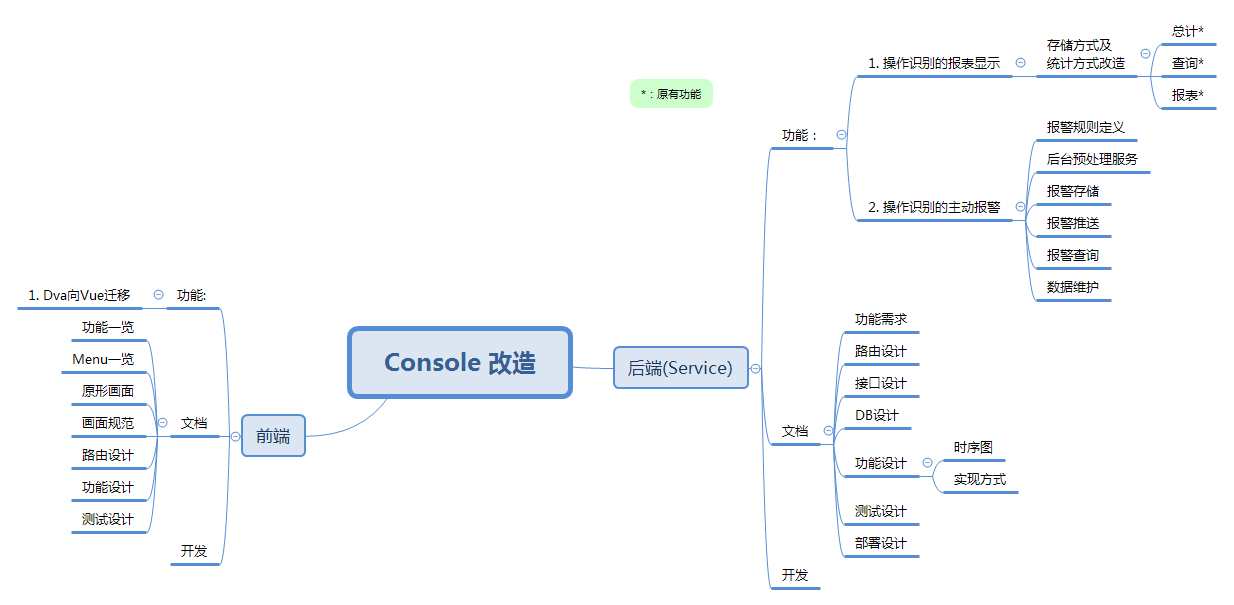 Console 改造
*：原有功能
后端(Service)
功能：
1. 操作识别的报表显示
存储方式及
统计方式改造
总计*
查询*
报表*
2. 操作识别的主动报警
报警规则定义
后台预处理服务
报警存储
报警推送
报警查询
数据维护
文档
功能需求
路由设计
接口设计
DB设计
功能设计
时序图
实现方式
测试设计
部署设计
开发
前端
功能:
1. Dva向Vue迁移
文档
功能一览
Menu一览
原形画面
画面规范
路由设计
功能设计
测试设计
开发